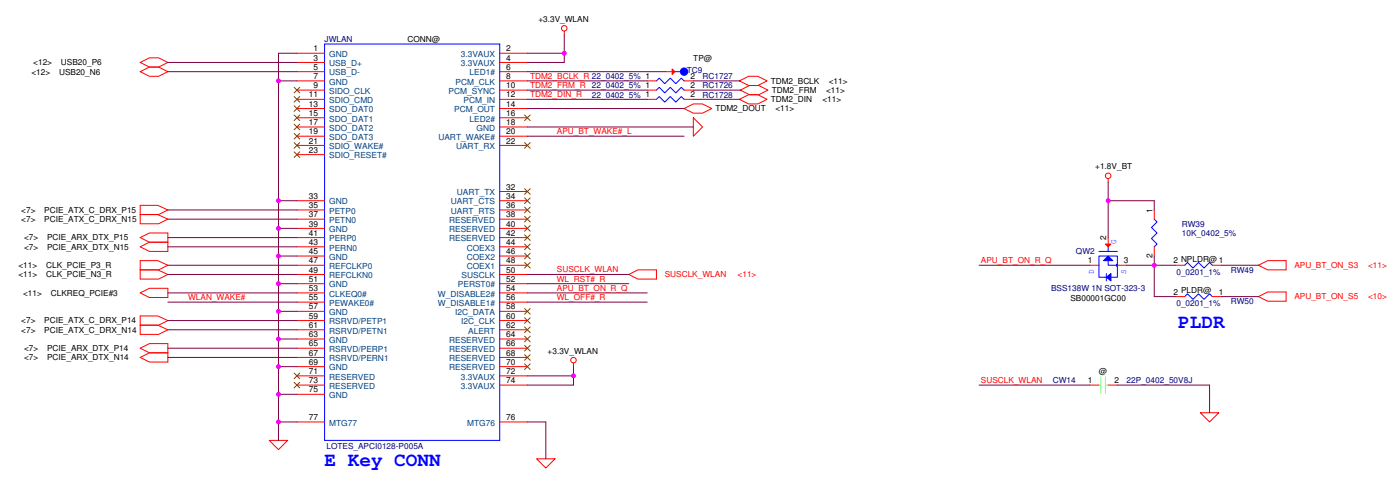 +3.3V_WLAN
JWLAN CONN@
<12> USB20_P6
<12> USB20_N6
1 GND
3 USB_D+
5 USB_D-
7 GND
9 SIDO_CLK
11 SDIO_CMD
13 SDO_DAT0
15 SDO_DAT1
17 SDO_DAT2
19 SDO_DAT3
21 SDIO_WAKE#
23 SDIO_RESET#
33 GND
<7> PCIE_ATX_C_DRX_P15 35 PETP0
<7> PCIE_ATX_C_DRX_N15 37 PETN0
39 GND
<7> PCIE_ARX_DTX_P15 41 PERP0
<7> PCIE_ARX_DTX_N15 43 PERN0
45 GND
<11> CLK_PCIE_P3_R 47 REFCLKP0
<11> CLK_PCIE_N3_R 49 REFCLKN0
51 GND
<11> CLKREQ_PCIE#3 53 CLKEQ0#
WLAN_WAKE# 55 PEWAKE0#
57 GND
<7> PCIE_ATX_C_DRX_P14 59 RSRVD/PETP1
<7> PCIE_ATX_C_DRX_N14 61 RSRVD/PETN1
63 GND
<7> PCIE_ARX_DTX_P14 65 RSRVD/PERP1
<7> PCIE_ARX_DTX_N14 67 RSRVD/PERN1
69 GND
71 RESERVED
73 RESERVED
75 GND
77 MTG77
3.3VAUX 2
3.3VAUX 4
LED1# 6 TP@ TC9
PCM_CLK 8 TDM2_BCLK_R 22_0402_5% 1 2 RC1727 TDM2_BCLK <11>
PCM_SYNC 10 TDM2_FRM_R 22_0402_5% 1 2 RC1726 TDM2_FRM <11>
PCM_IN 12 TDM2_DIN_R 22_0402_5% 1 2 RC1728 TDM2_DIN <11>
PCM_OUT 14 TDM2_DOUT <11>
LED2# 16
GND 18
UART_WAKE# 20 APU_BT_WAKE#_L
UART_RX 22
UART_TX 32
UART_CTS 34
UART_RTS 36
RESERVED 38
RESERVED 40
RESERVED 42
COEX3 44
COEX2 46
COEX1 48
SUSCLK 50 SUSCLK_WLAN SUSCLK_WLAN <11>
PERST0# 52 WL_RST#_R
W_DISABLE2# 54 APU_BT_ON_R_Q
W_DISABLE1# 56 WL_OFF#_R
I2C_DATA 58
I2C_CLK 60
ALERT 62
RESERVED 64
RESERVED 66
RESERVED 68
RESERVED 70
3.3VAUX 72 +3.3V_WLAN
3.3VAUX 74
MTG76 76
LOTES_APCI0128-P005A
E Key CONN
+1.8V_BT
1
RW39
10K_0402_5%
2
QW2 2 G
APU_BT_ON_R_Q 1 D S 3
BSS138W 1N SOT-323-3
SB00001GC00
2 NPLDR@ 1 APU_BT_ON_S3 <11>
0_0201_1% RW49
2 PLDR@ 1 APU_BT_ON_S5 <10>
0_0201_1% RW50
PLDR
@
SUSCLK_WLAN CW14 1 2 22P_0402_50V8J